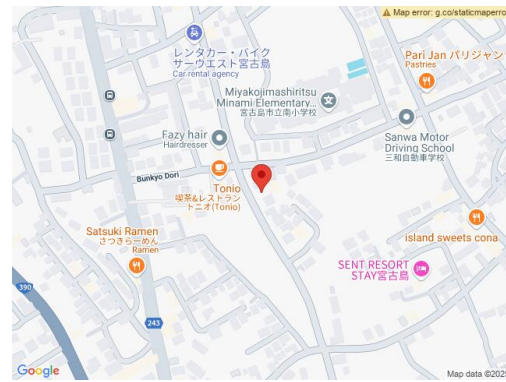 ⚠ Map error: g.co/staticmaperro
レンタカー・バイク
サーウエスト宮古島
Car rental agency
Pari Jan パリジャン
Pastries
Miyakojimashiritsu
Minami Elementary...
宮古島市立南小学校
Fazy hair
Hairdresser
Sanwa Motor
Driving School
三和自動車学校
Bunkyo Dori
Tonio
喫茶&レストラン
トニオ(Tonio)
Satsuki Ramen
さつきらーめん
Ramen
island sweets cona
SENT RESORT
STAY宮古島
390
243
Google
Map data ©2025